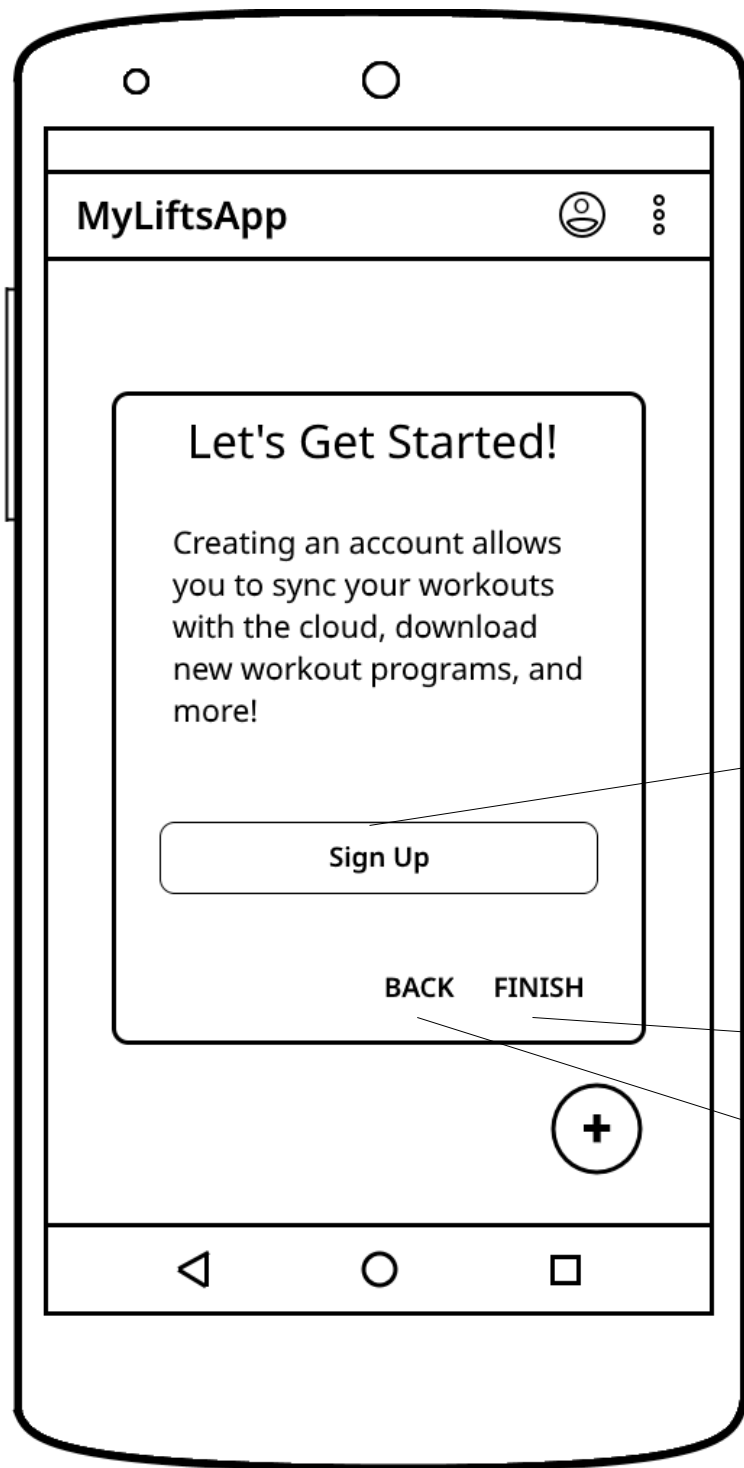 MyLiftsApp
Let's Get Started!
Creating an account allows
you to sync your workouts
with the cloud, download
new workout programs, and
more!
Sign Up
BACK FINISH
+